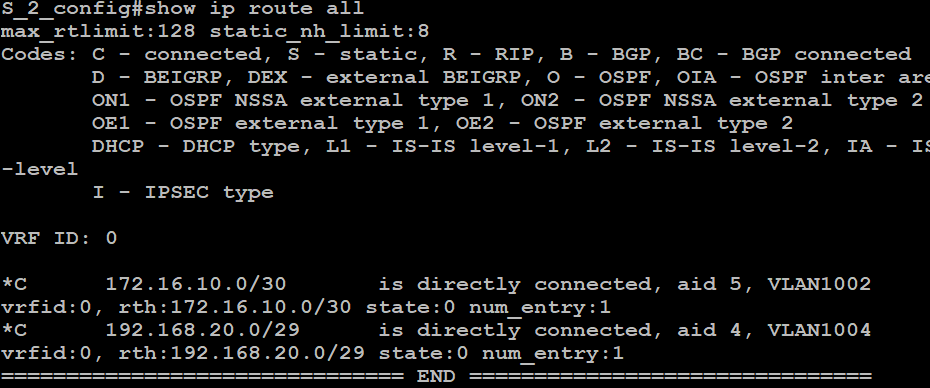 S_2_config#show ip route all
max_rtlimit:128 static_nh_limit:8
Codes: C - connected, S - static, R - RIP, B - BGP, BC - BGP connected
D - BEIGRP, DEX - external BEIGRP, O - OSPF, OIA - OSPF inter are
ON1 - OSPF NSSA external type 1, ON2 - OSPF NSSA external type 2
OE1 - OSPF external type 1, OE2 - OSPF external type 2
DHCP - DHCP type, L1 - IS-IS level-1, L2 - IS-IS level-2, IA - IS
-level
I - IPSEC type
VRF ID: 0
*C 172.16.10.0/30 is directly connected, aid 5, VLAN1002
vrfid:0, rth:172.16.10.0/30 state:0 num_entry:1
*C 192.168.20.0/29 is directly connected, aid 4, VLAN1004
vrfid:0, rth:192.168.20.0/29 state:0 num_entry:1
=============================== END ===============================